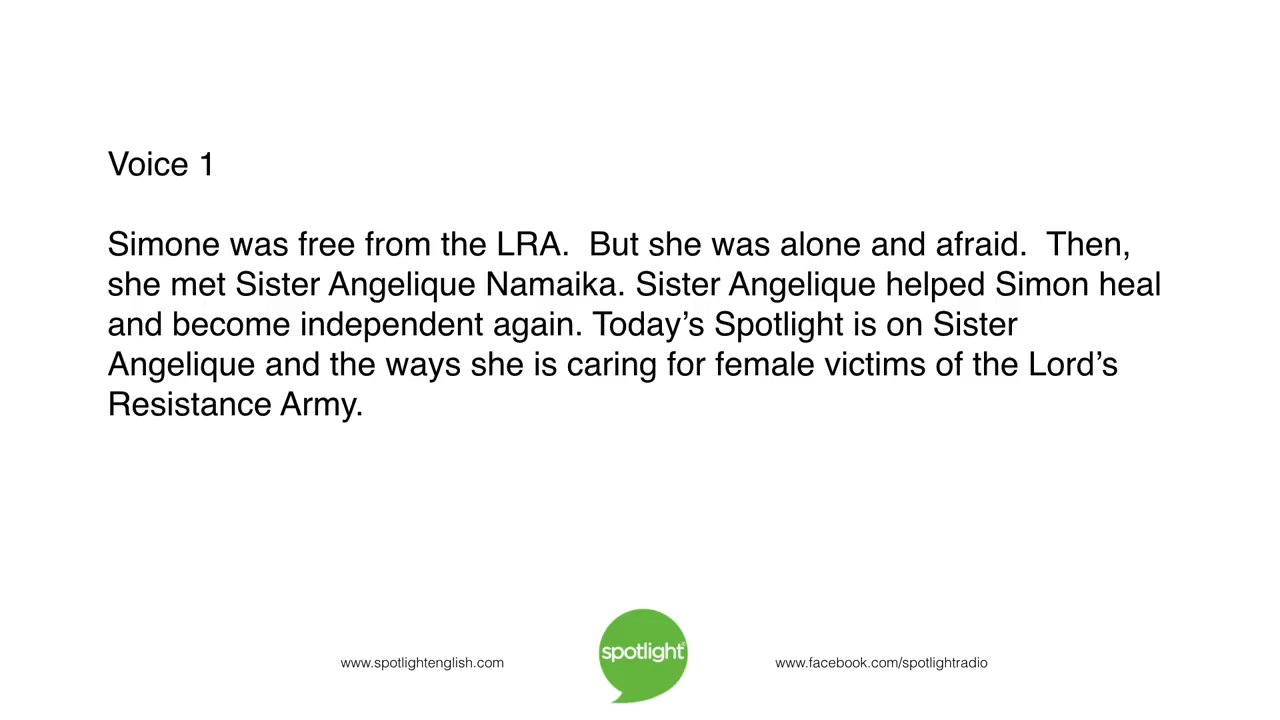 Voice 1
Simone was free from the LRA.  But she was alone and afraid.  Then,
she met Sister Angelique Namaika. Sister Angelique helped Simon heal
and become independent again. Today’s Spotlight is on Sister
Angelique and the ways she is caring for female victims of the Lord’s
Resistance Army.
spotlight®
www.spotlightenglish.com
www.facebook.com/spotlightradio